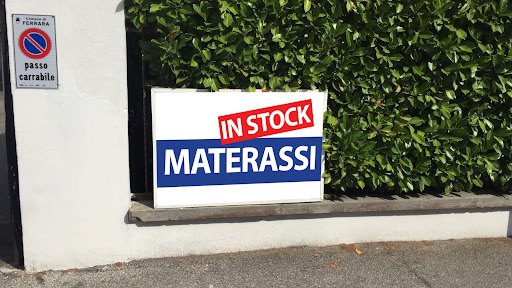 Comune di
FERRARA
passo
carrabile
IN STOCK
MATERASSI